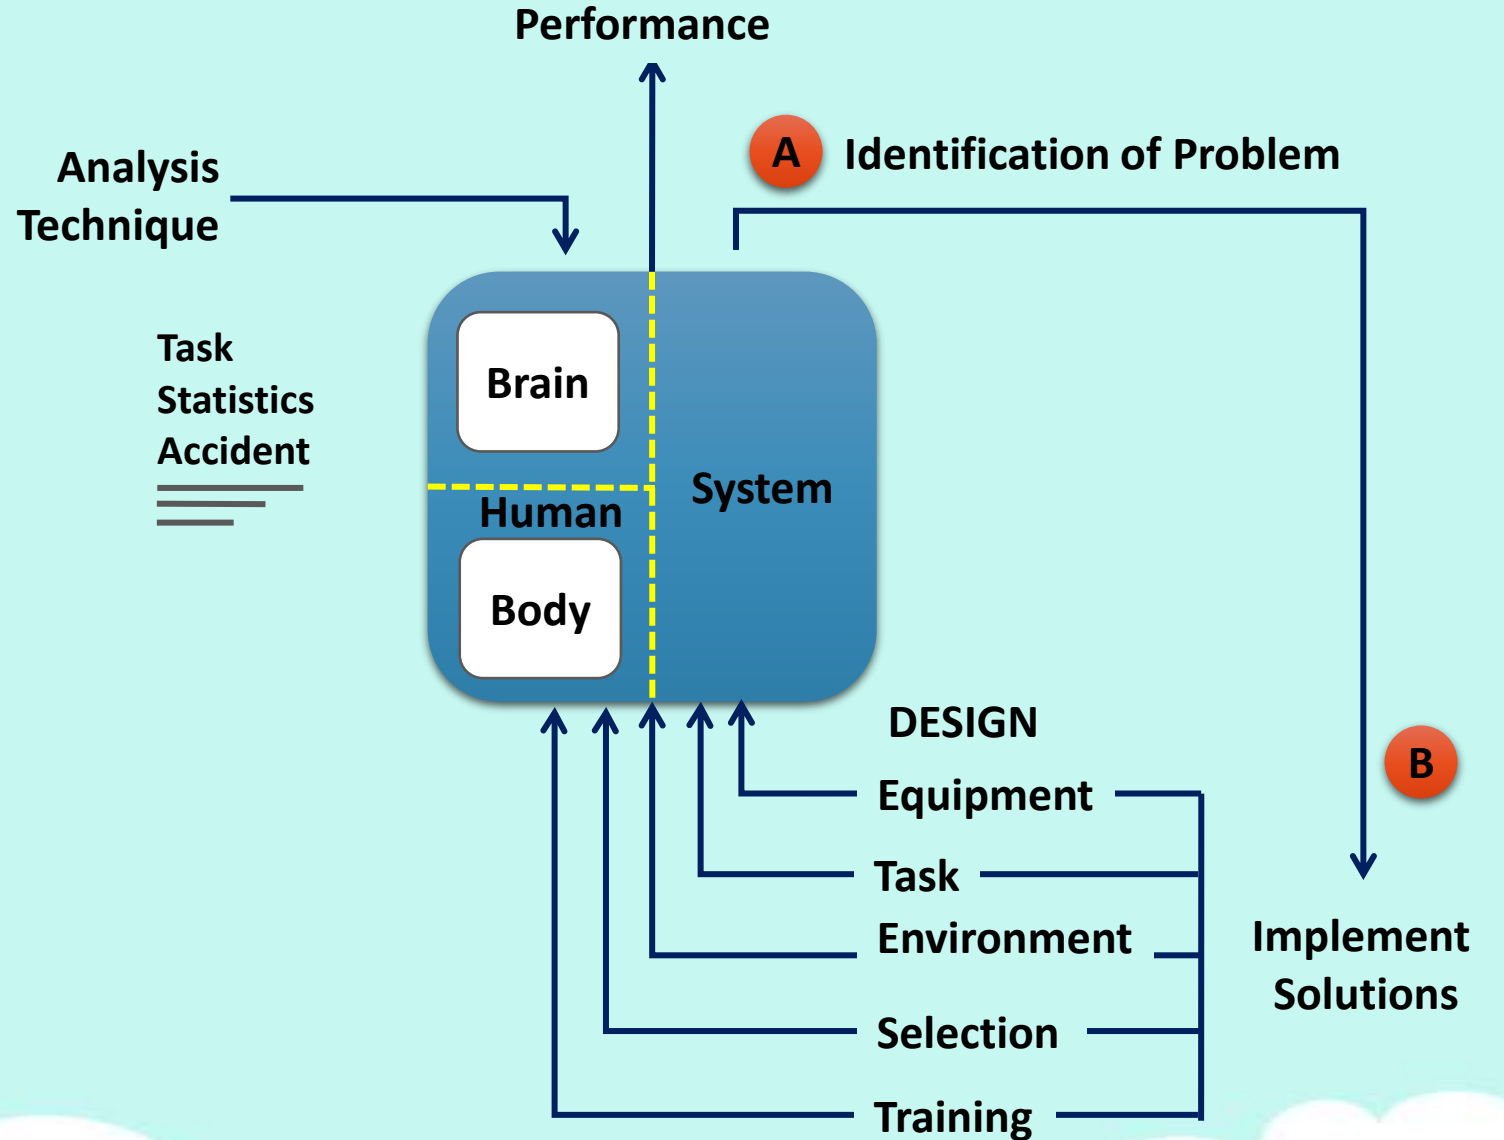 Performance
A
Identification of Problem
Analysis
Technique
Task
Statistics
Accident
Brain
Human
System
Body
DESIGN
Equipment
Task
Environment
Selection
Training
B
Implement
Solutions